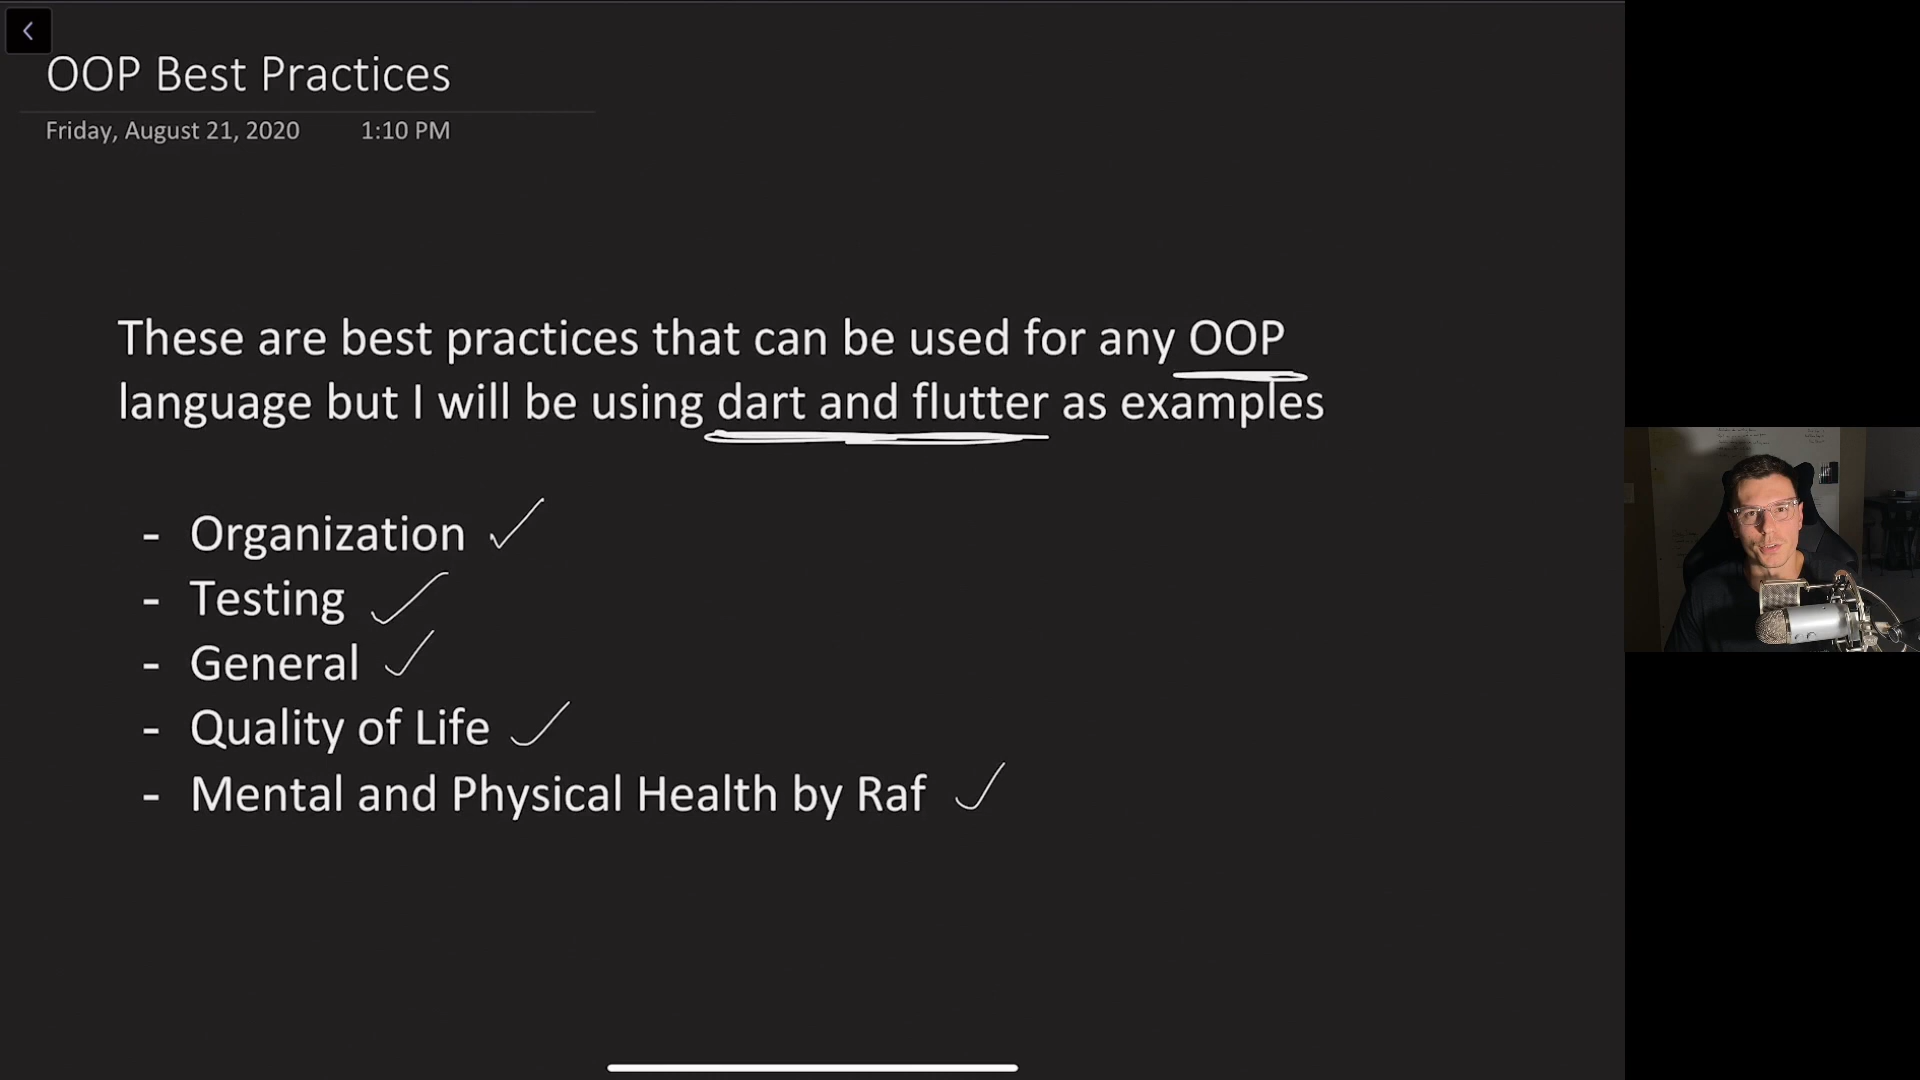 OOP Best Practices
Friday, August 21, 2020 1:10 PM
These are best practices that can be used for any OOP
language but I will be using dart and flutter as examples
- Organization ✓
- Testing ✓
- General ✓
- Quality of Life ✓
- Mental and Physical Health by Raf ✓